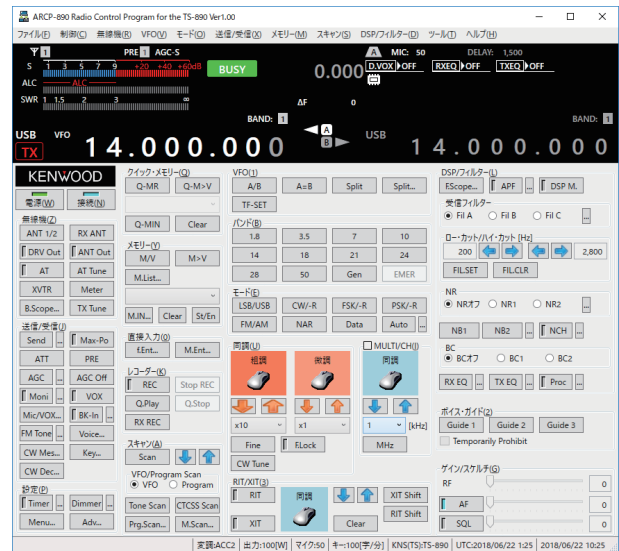 ARCP-890 Radio Control Program for the TS-890 Ver1.00
ファイル(F) 制御(C) 無線機(R) VFO(V) モード(O) 送信/受信(X) メモリー(M) スキャン(S) DSP/フィルター(D) ツール(T) ヘルプ(H)
1 PRE 1 AGC-S A MIC: 50 DELAY: 1,500
S 1 3 5 7 9 +20 +40 +60dB BUSY 0.000 D.VOX OFF RXEQ OFF TXEQ OFF
ALC ALC
SWR 1 1.5 2 3 ∞ ΔF 0
BAND: 1 BAND: 1
USB VFO A USB
TX 14.000.000 B 14.000.000
KENWOOD
電源(W) 接続(N)
無線機(Z)
ANT 1/2 RX ANT
DRV Out ANT Out
AT AT Tune
XVTR Meter
B.Scope... TX Tune
送信/受信(J)
Send ... Max-Po
ATT PRE
AGC ... AGC Off
Moni ... VOX
Mic/VOX... BK-In ...
FM Tone ... Voice...
CW Mes... Key...
CW Dec...
設定(P)
Timer ... Dimmer ...
Menu... Adv...
クイック・メモリー(Q)
Q-MR Q-M>V
Q-MIN Clear
メモリー(Y)
M/V M>V
M.List...
M.IN... Clear St/En
直接入力(0)
f.Ent... M.Ent...
レコーダー(K)
REC Stop REC
Q.Play Q.Stop
RX REC
スキャン(A)
Scan
VFO/Program Scan
VFO Program
Tone Scan CTCSS Scan
Prg.Scan... M.Scan...
VFO(1)
A/B A=B Split Split...
TF-SET
バンド(B)
1.8 3.5 7 10
14 18 21 24
28 50 Gen EMER
モード(E)
LSB/USB CW/-R FSK/-R PSK/-R
FM/AM NAR Data Auto ...
同調(U) MULTI/CH(I)
粗調 微調 同調
x10 x1 1 [kHz]
Fine F.Lock MHz
CW Tune
RIT/XIT(3)
RIT 同調 XIT Shift
RIT Shift
XIT Clear
DSP/フィルター(L)
F.Scope... APF ... DSP M.
受信フィルター
Fil A Fil B Fil C ...
ロー・カット/ハイ・カット [Hz]
200 2,800
FIL.SET FIL.CLR
NR
NRオフ NR1 NR2 ...
NB1 NB2 ... NCH ...
BC
BCオフ BC1 BC2
RX EQ ... TX EQ ... Proc ...
ボイス・ガイド(2)
Guide 1 Guide 2 Guide 3
Temporarily Prohibit
ゲイン/スケルチ(G)
RF 0
AF 0
SQL 0
変調:ACC2 出力:100[W] マイク:50 キー:100[字/分] KNS(TS):TS-890 UTC:2018/06/22 1:25 2018/06/22 10:25